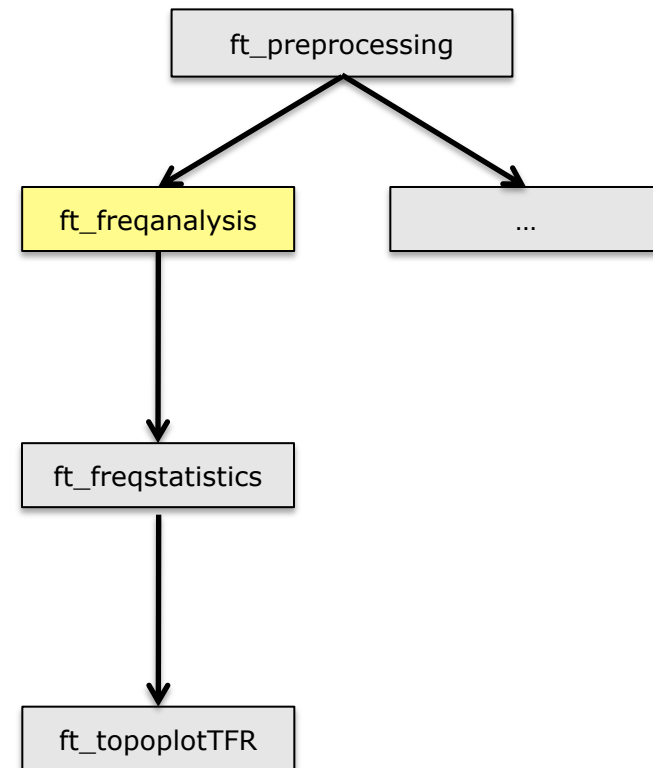 ft_preprocessing
ft_freqanalysis
...
ft_freqstatistics
ft_topoplotTFR